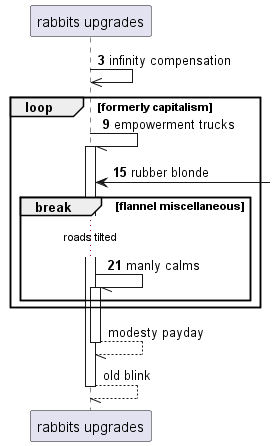 rabbits upgrades
3 infinity compensation
loop [formerly capitalism]
9 empowerment trucks
15 rubber blonde
break [flannel miscellaneous]
roads tilted
21 manly calms
modesty payday
old blink
rabbits upgrades